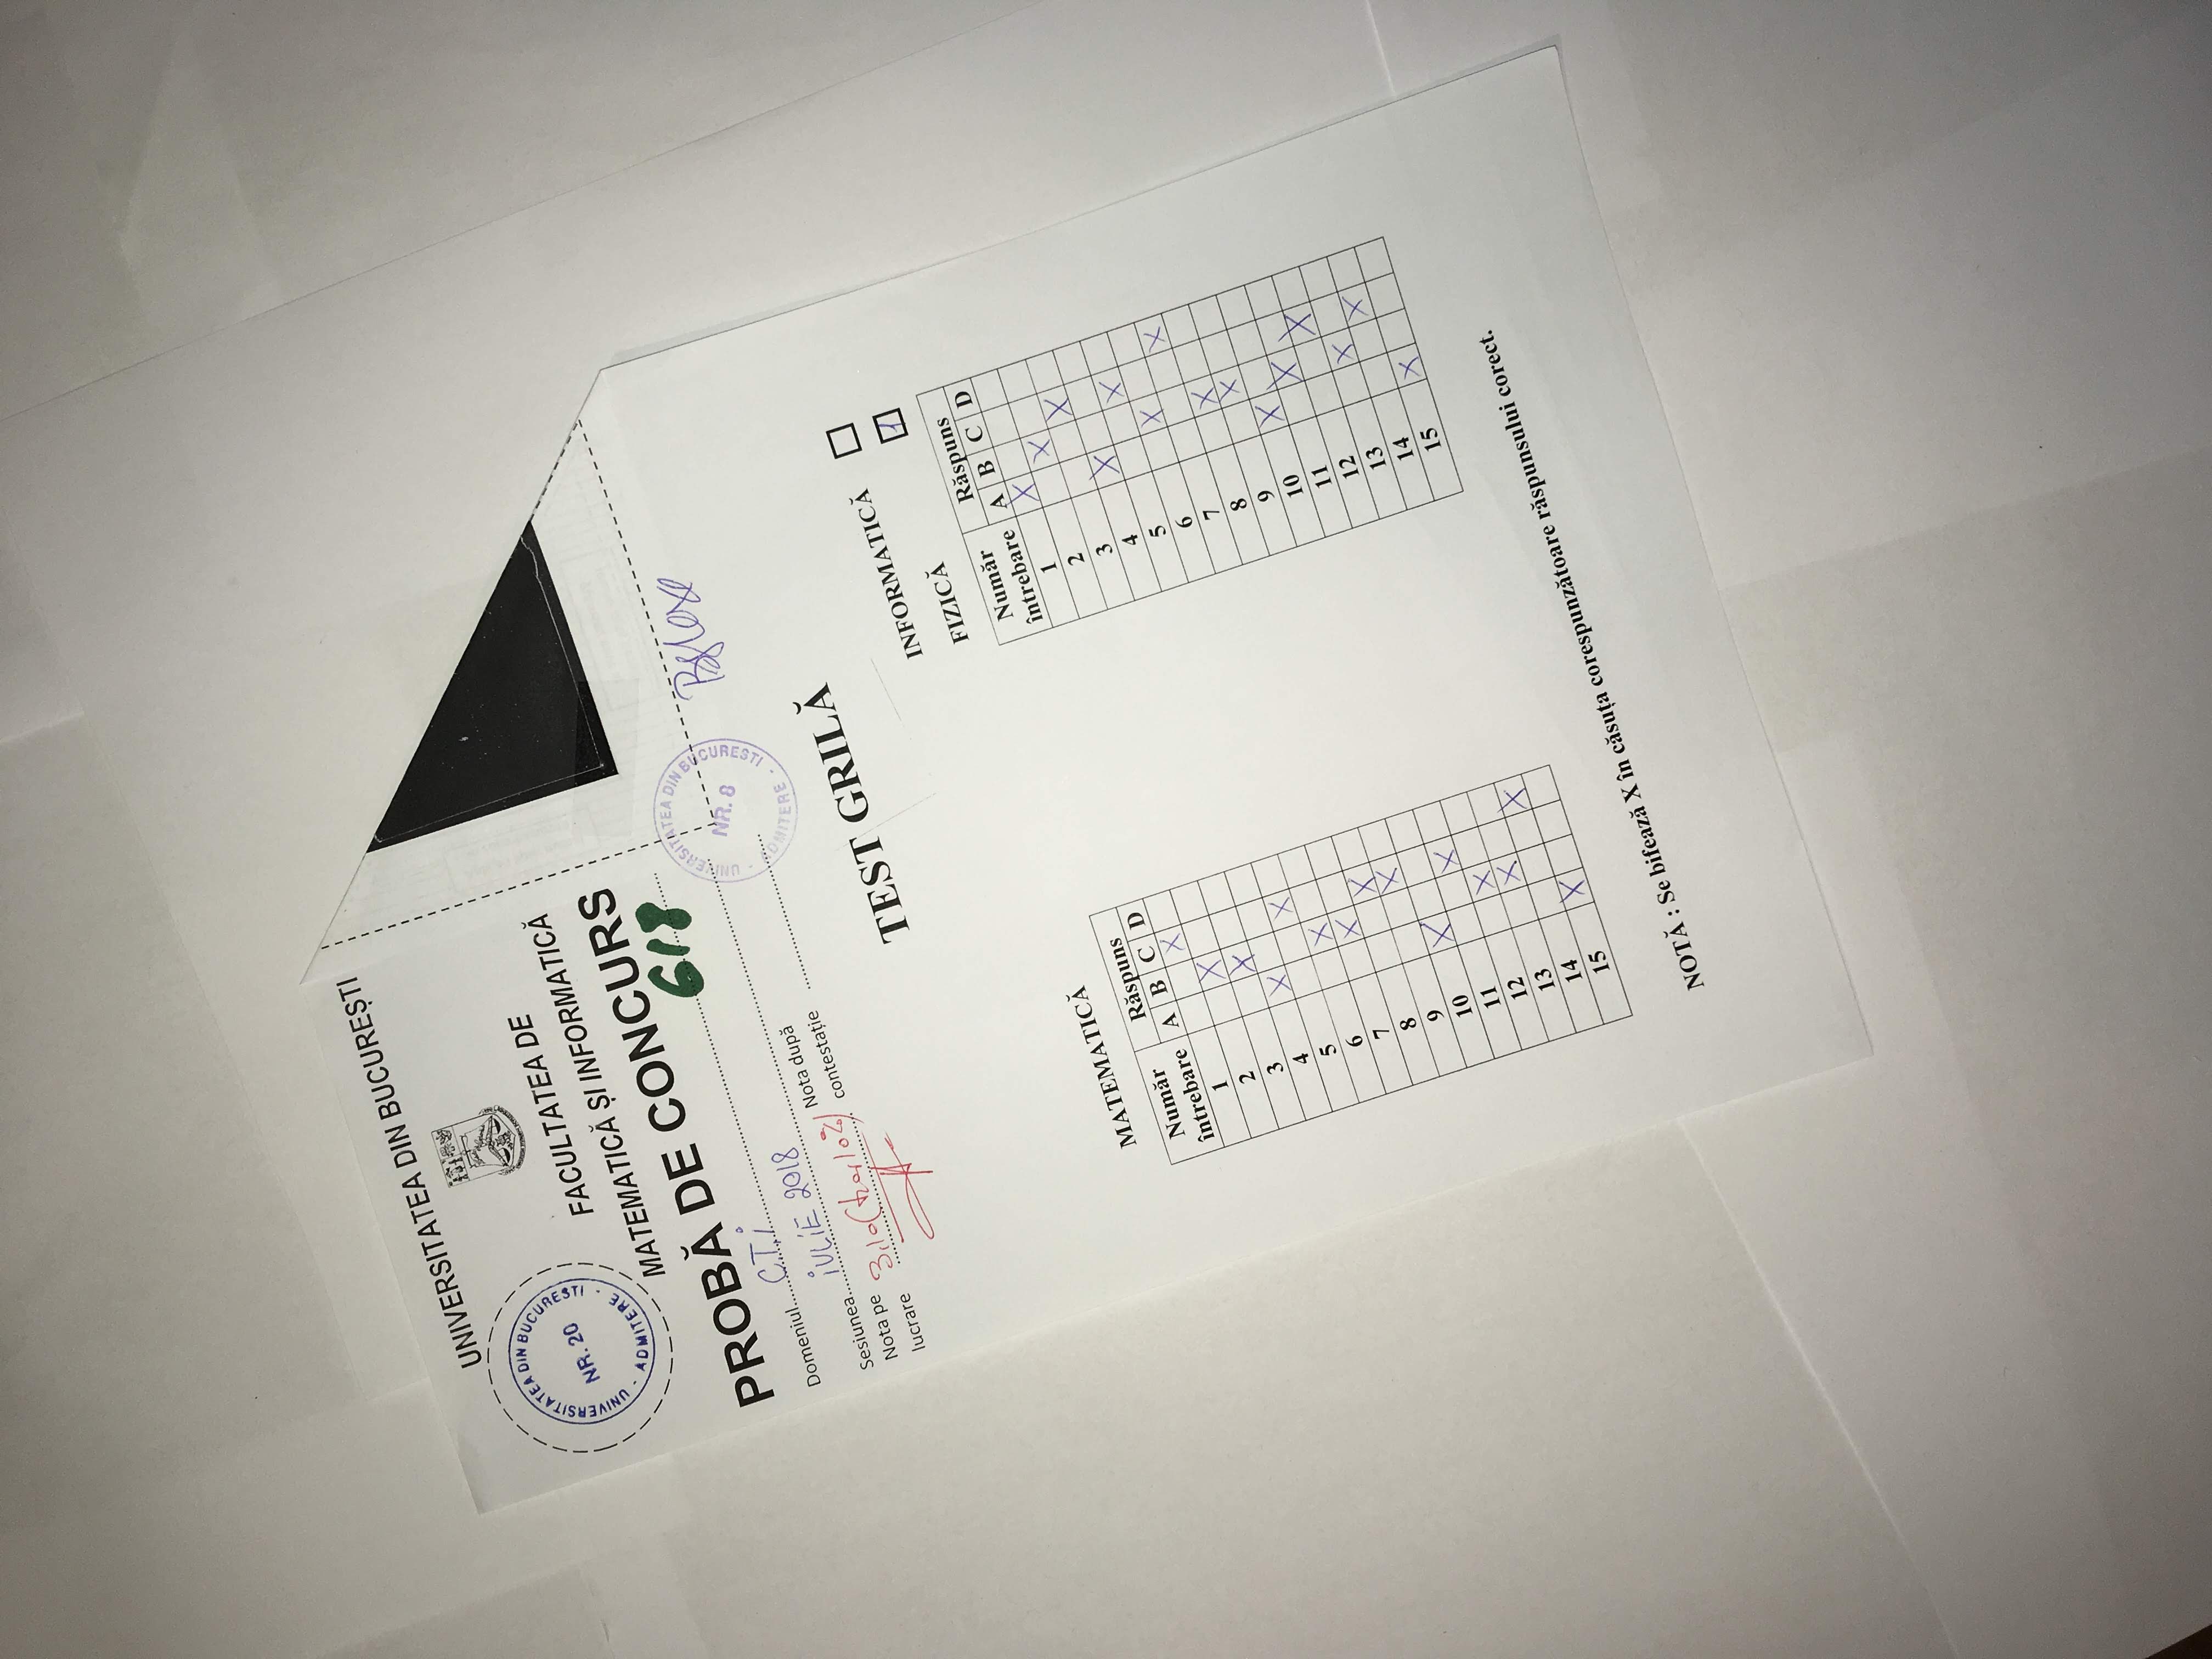 UNIVERSITATEA DIN BUCUREȘTI
UNIVERSITATEA DIN BUCURESTI - ADMITERE -
NR. 20
FACULTATEA DE
MATEMATICĂ ȘI INFORMATICĂ
PROBĂ DE CONCURS
618
Domeniul C.T.i
Sesiunea iULiE 2018
Nota pe lucrare 3,10
Nota după contestație
UNIVERSITATEA DIN BUCURESTI - ADMITERE -
NR. 8
TEST GRILĂ
INFORMATICĂ
FIZICĂ
MATEMATICĂ
Număr întrebare Răspuns
A B C D
1 X
2 X
3 X
4 X
5 X
6 X
7 X
8 X
9 X
10 X
11 X
12 X
13 X
14 X
15 X
Număr întrebare Răspuns
A B C D
1 X
2 X
3 X
4 X
5 X
6 X
7 X
8 X
9 X
10 X
11 X
12 X
13 X
14 X
15 X
NOTĂ : Se bifează X în căsuța corespunzătoare răspunsului corect.